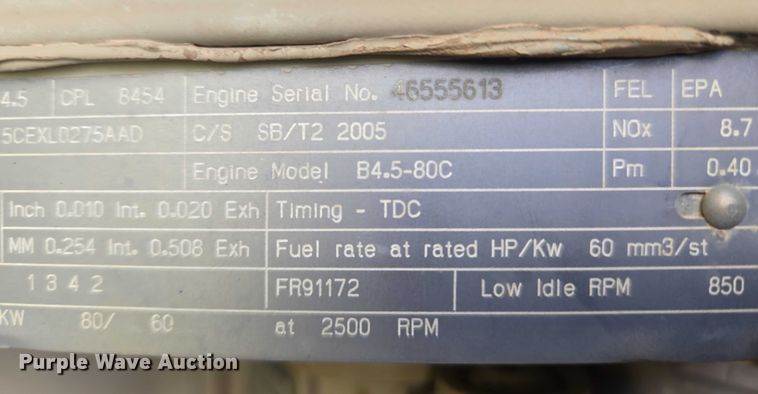 4.5 CPL 8454 Engine Serial No. 46555613 FEL EPA
5CEXL0275AAD C/S SB/T2 2005 NOx 8.7
Engine Model B4.5-80C Pm 0.40
Inch 0.010 Int. 0.020 Exh Timing - TDC
MM 0.254 Int. 0.508 Exh Fuel rate at rated HP/Kw 60 mm3/st
1 3 4 2 FR91172 Low Idle RPM 850
KW 80/ 60 at 2500 RPM
Purple Wave Auction